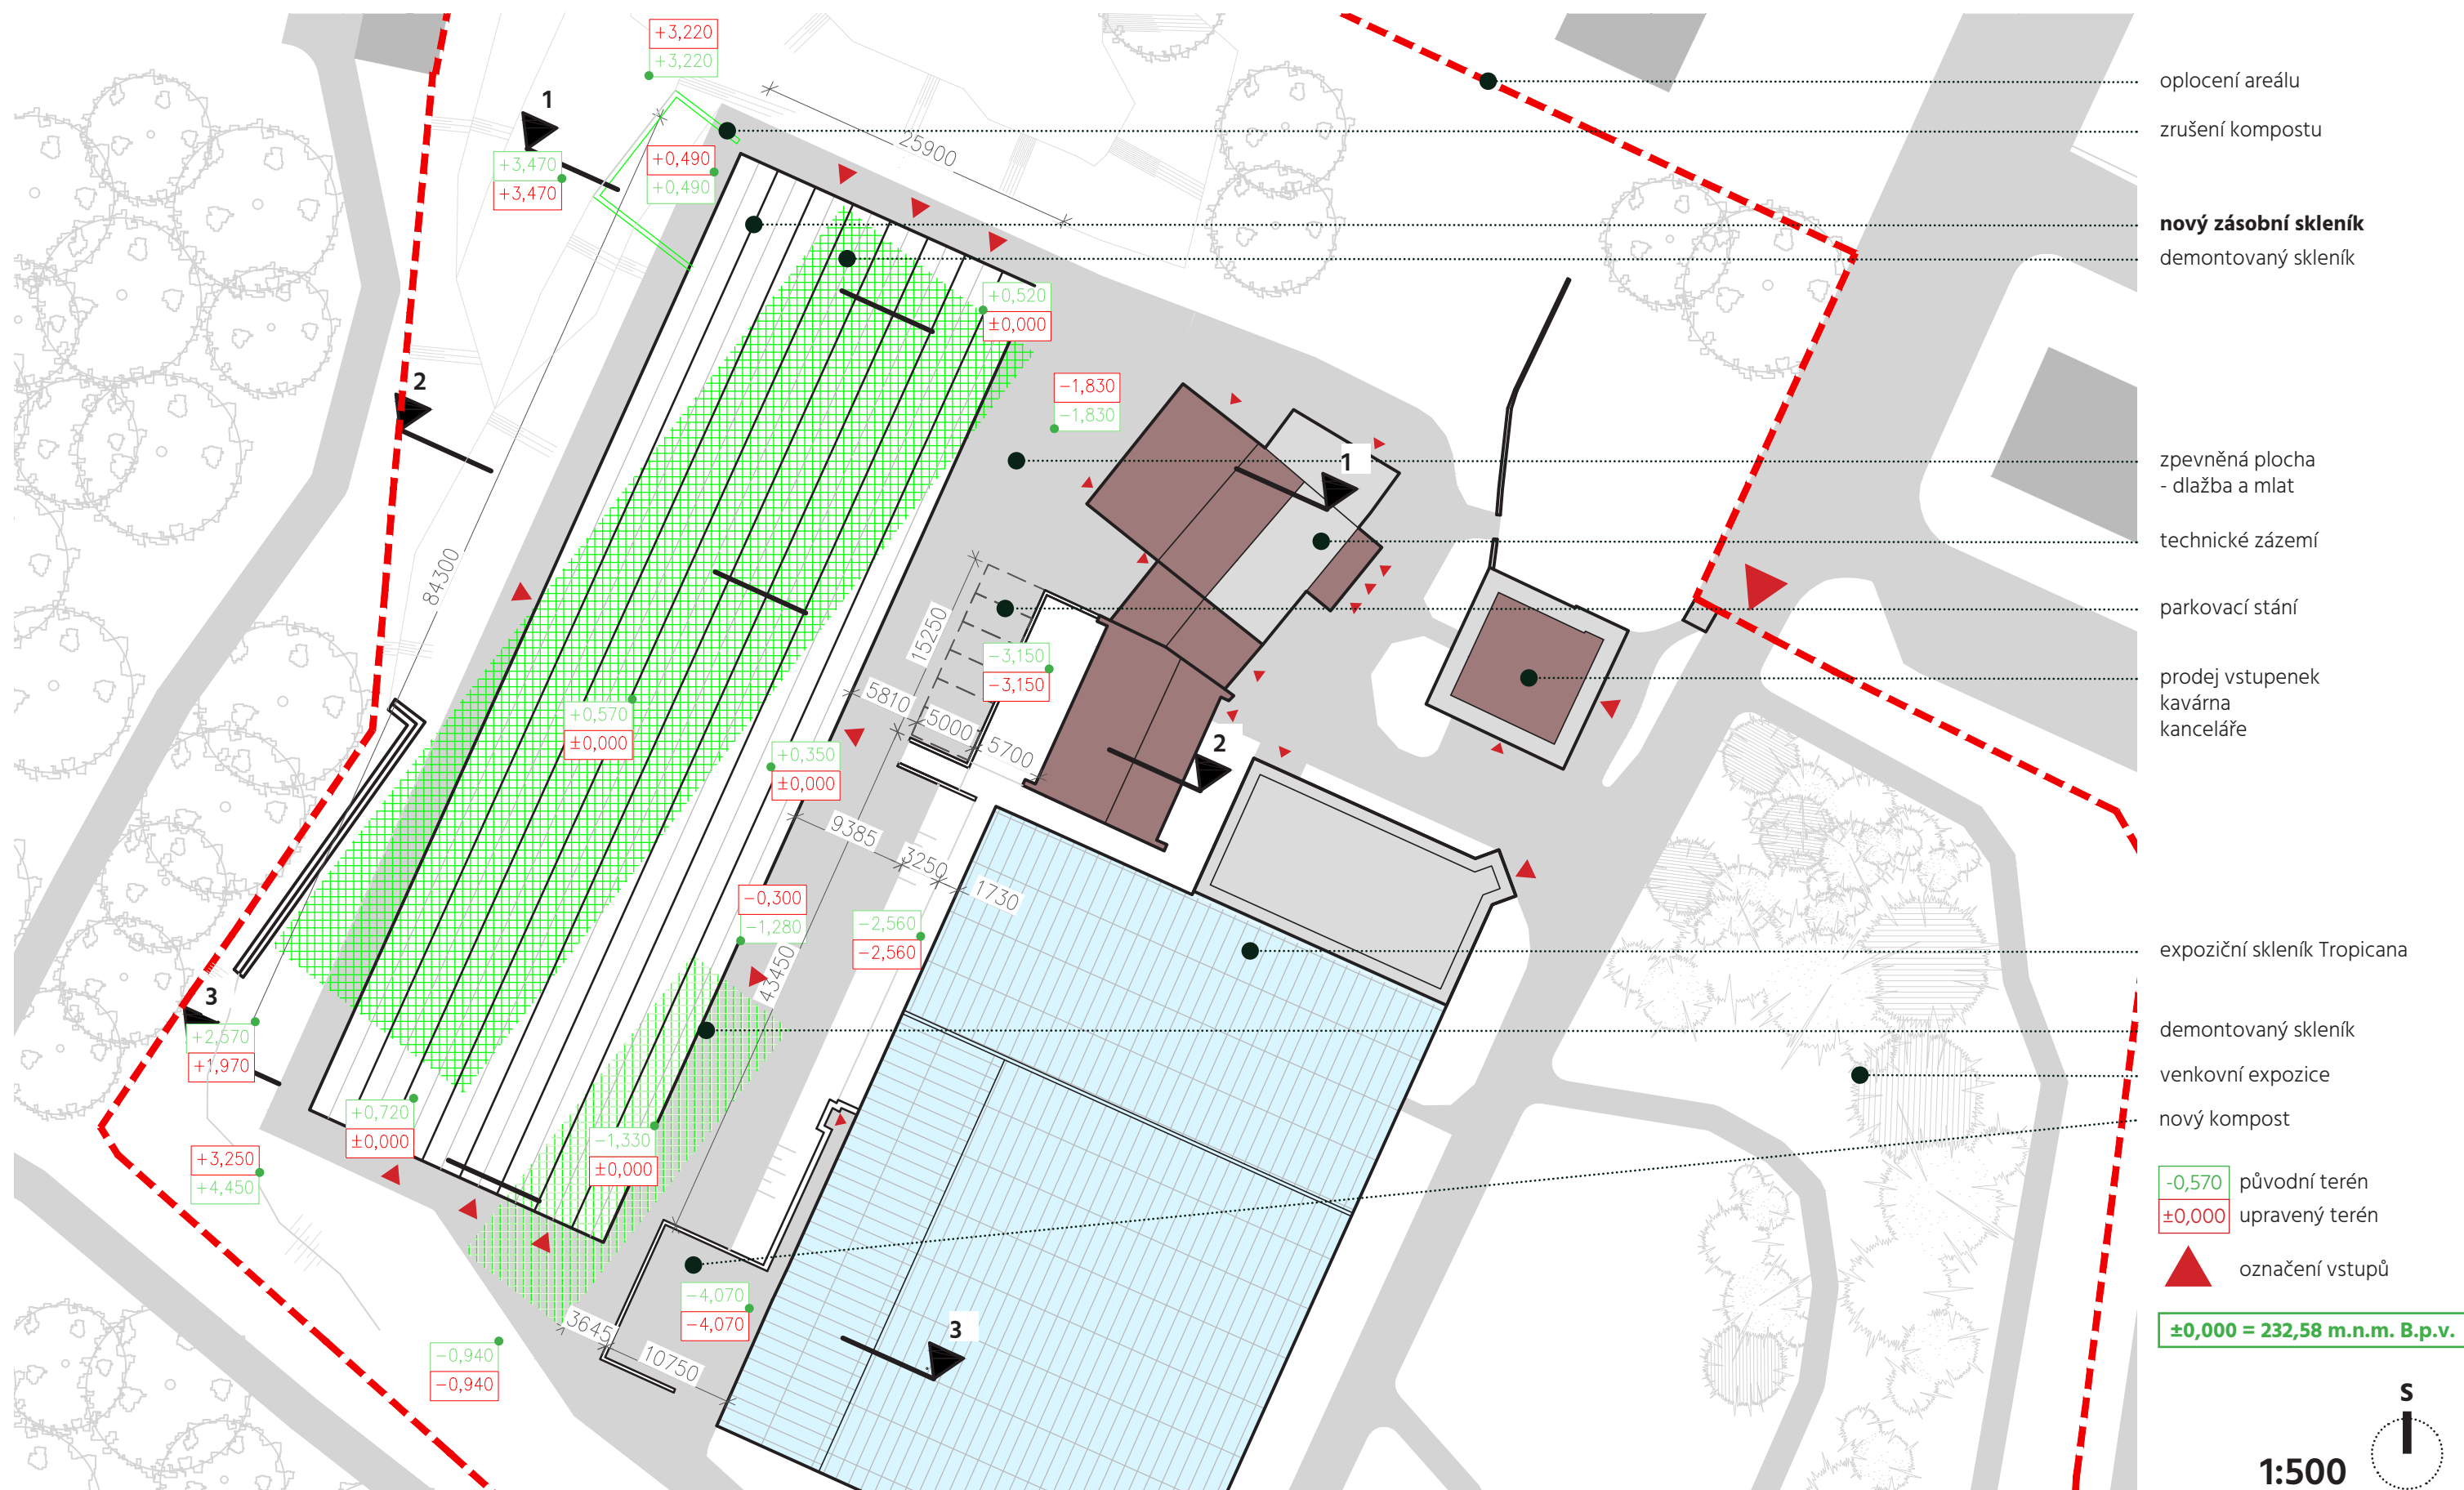 +3,220
+3,220
1
+3,470
+3,470
+0,490
+0,490
25900
+0,520
±0,000
2
−1,830
−1,830
1
84300
15250
−3,150
−3,150
5810
5000
5700
+0,570
±0,000
+0,350
±0,000
2
9385
3250
1730
−0,300
−1,280
−2,560
−2,560
43450
3
+2,570
+1,970
+0,720
±0,000
−1,330
±0,000
+3,250
+4,450
−4,070
−4,070
3645
10750
−0,940
−0,940
3
oplocení areálu
zrušení kompostu
nový zásobní skleník
demontovaný skleník
zpevněná plocha
- dlažba a mlat
technické zázemí
parkovací stání
prodej vstupenek
kavárna
kanceláře
expoziční skleník Tropicana
demontovaný skleník
venkovní expozice
nový kompost
-0,570 původní terén
±0,000 upravený terén
označení vstupů
±0,000 = 232,58 m.n.m. B.p.v.
S
1:500